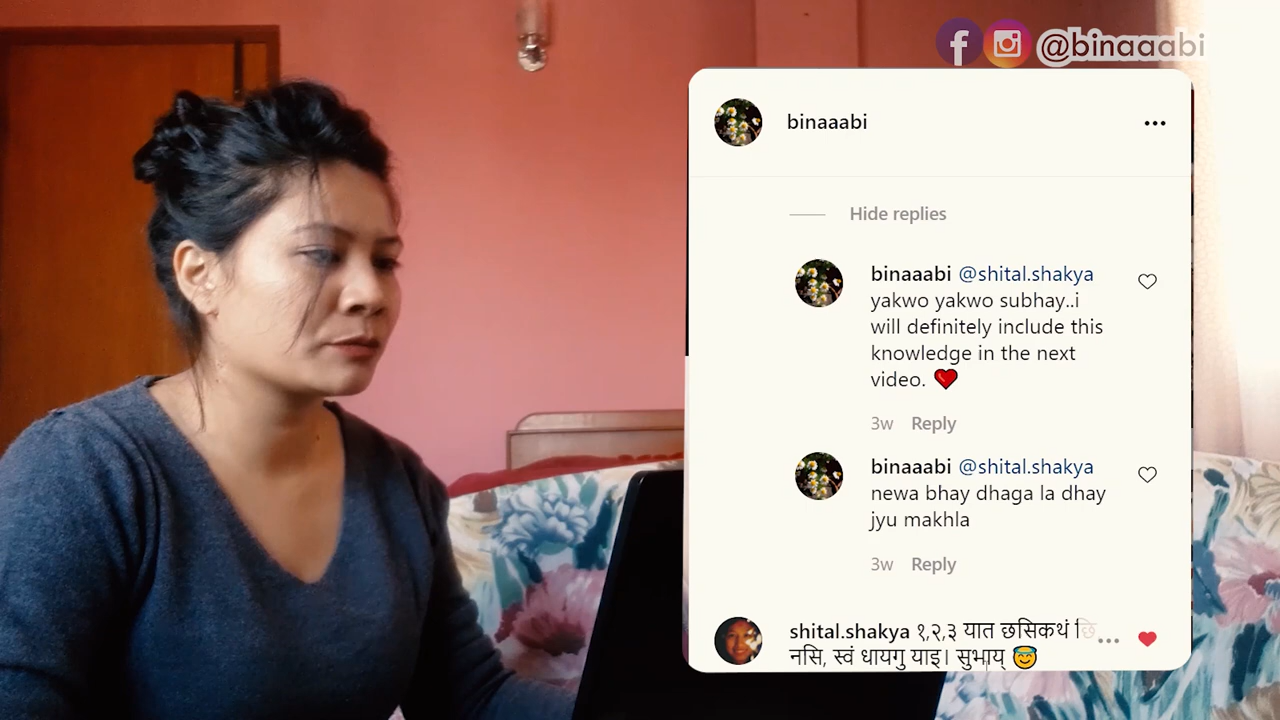 @binaaabi
binaaabi
Hide replies
binaaabi @shital.shakya
yakwo yakwo subhay..i
will definitely include this
knowledge in the next
video.
3w Reply
binaaabi @shital.shakya
newa bhay dhaga la dhay
jyu makhla
3w Reply
shital.shakya १,२,३ यात छसिकथं छि
नसि, स्वं धायगु याइ। सुभाय्